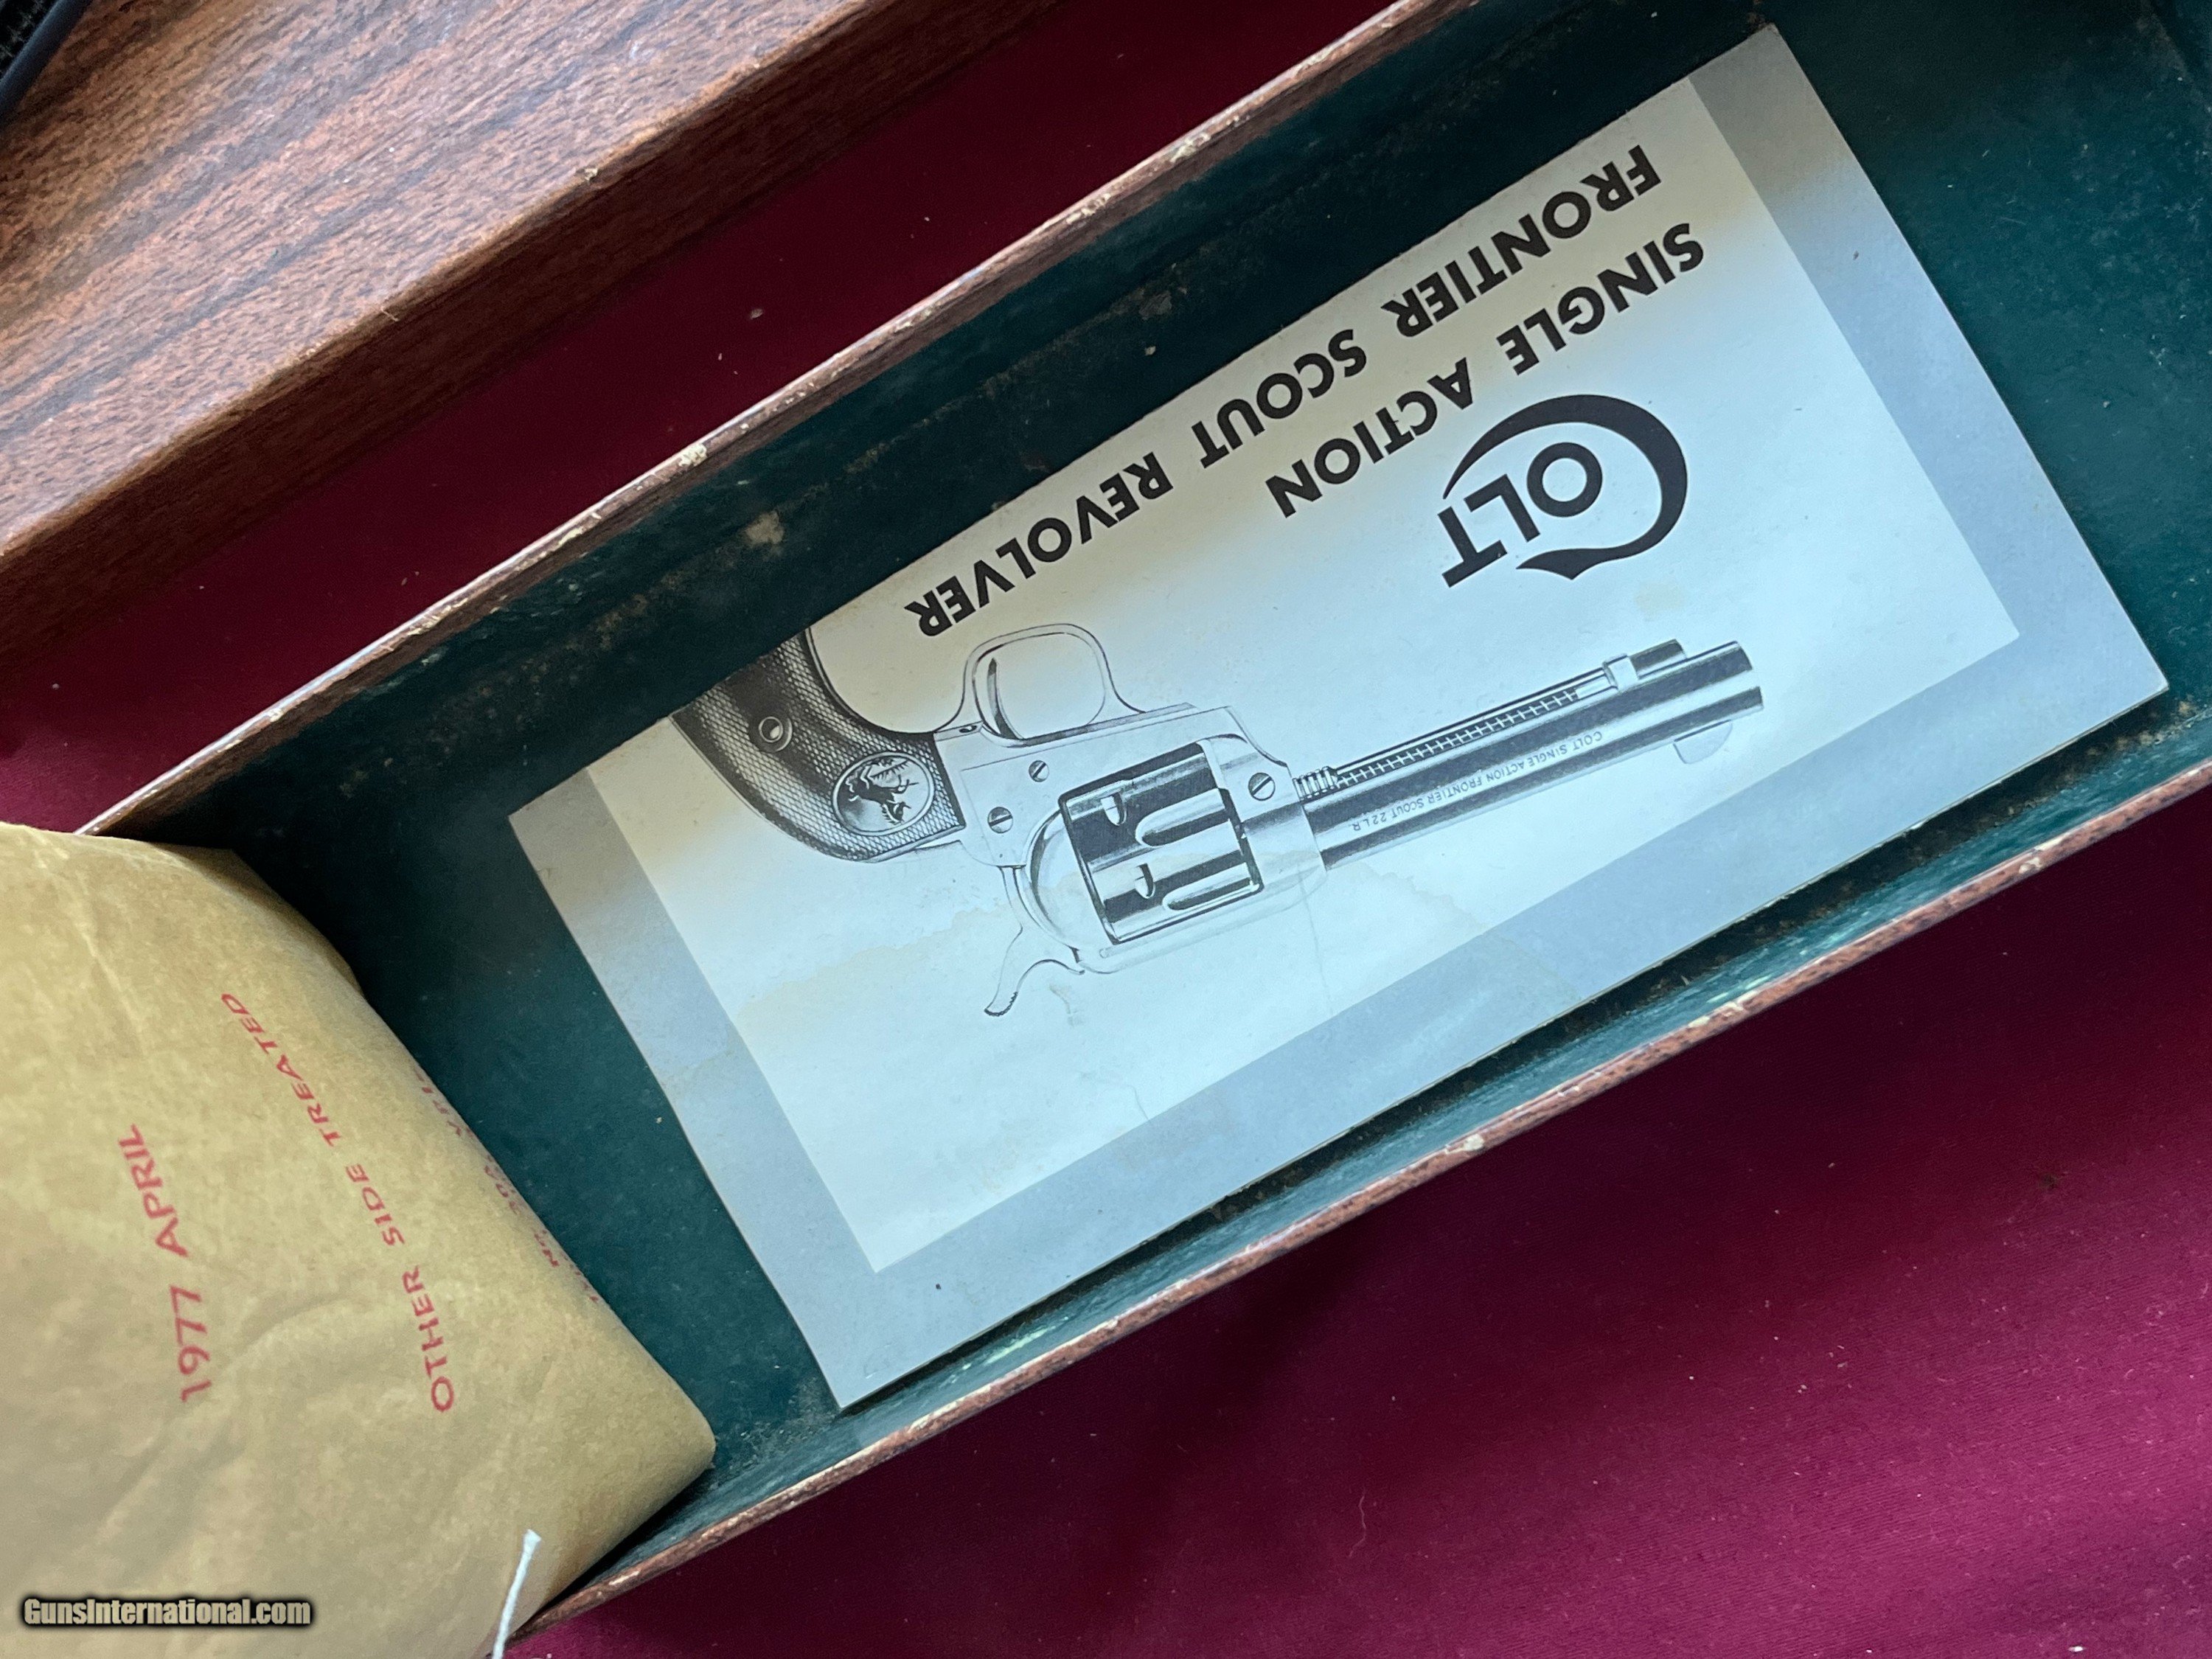 COLT
SINGLE ACTION
FRONTIER SCOUT REVOLVER
COLT SINGLE ACTION FRONTIER SCOUT 22 LR
1977 APRIL
OTHER SIDE TREATED
GunsInternational.com